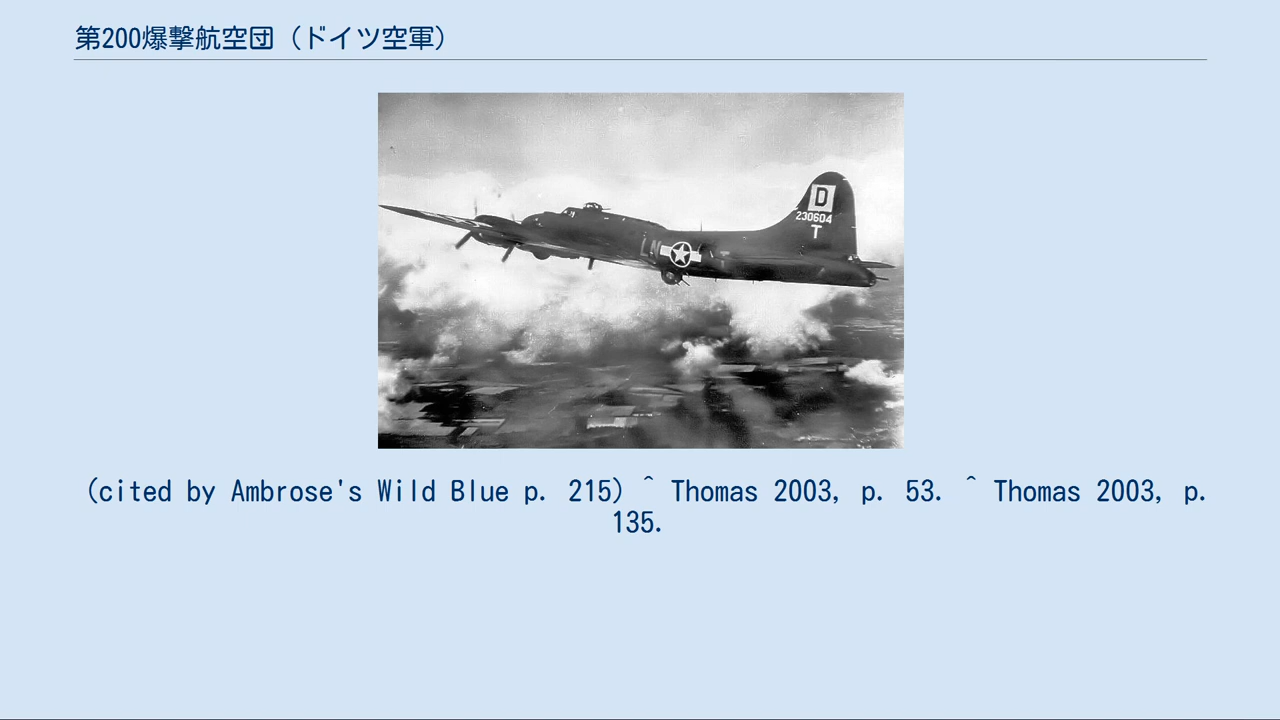 第200爆撃航空団（ドイツ空軍）
D
230604
T
LN
(cited by Ambrose's Wild Blue p. 215) ^ Thomas 2003, p. 53. ^ Thomas 2003, p.
135.